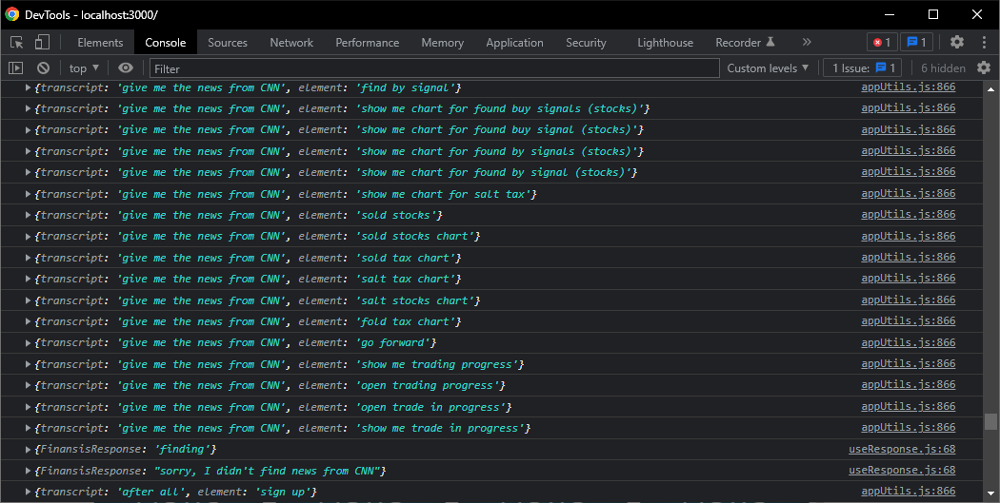 DevTools - localhost:3000/
Elements Console Sources Network Performance Memory Application Security Lighthouse Recorder 1 1
top Filter Custom levels 1 Issue: 1 6 hidden
{transcript: 'give me the news from CNN', element: 'find by signal'} appUtils.js:866
{transcript: 'give me the news from CNN', element: 'show me chart for found buy signals (stocks)'} appUtils.js:866
{transcript: 'give me the news from CNN', element: 'show me chart for found buy signal (stocks)'} appUtils.js:866
{transcript: 'give me the news from CNN', element: 'show me chart for found by signals (stocks)'} appUtils.js:866
{transcript: 'give me the news from CNN', element: 'show me chart for found by signal (stocks)'} appUtils.js:866
{transcript: 'give me the news from CNN', element: 'show me chart for salt tax'} appUtils.js:866
{transcript: 'give me the news from CNN', element: 'sold stocks'} appUtils.js:866
{transcript: 'give me the news from CNN', element: 'sold stocks chart'} appUtils.js:866
{transcript: 'give me the news from CNN', element: 'sold tax chart'} appUtils.js:866
{transcript: 'give me the news from CNN', element: 'salt tax chart'} appUtils.js:866
{transcript: 'give me the news from CNN', element: 'salt stocks chart'} appUtils.js:866
{transcript: 'give me the news from CNN', element: 'fold tax chart'} appUtils.js:866
{transcript: 'give me the news from CNN', element: 'go forward'} appUtils.js:866
{transcript: 'give me the news from CNN', element: 'show me trading progress'} appUtils.js:866
{transcript: 'give me the news from CNN', element: 'open trading progress'} appUtils.js:866
{transcript: 'give me the news from CNN', element: 'open trade in progress'} appUtils.js:866
{transcript: 'give me the news from CNN', element: 'show me trade in progress'} appUtils.js:866
{FinansisResponse: 'finding'} useResponse.js:68
{FinansisResponse: "sorry, I didn't find news from CNN"} useResponse.js:68
{transcript: 'after all', element: 'sign up'} appUtils.js:866